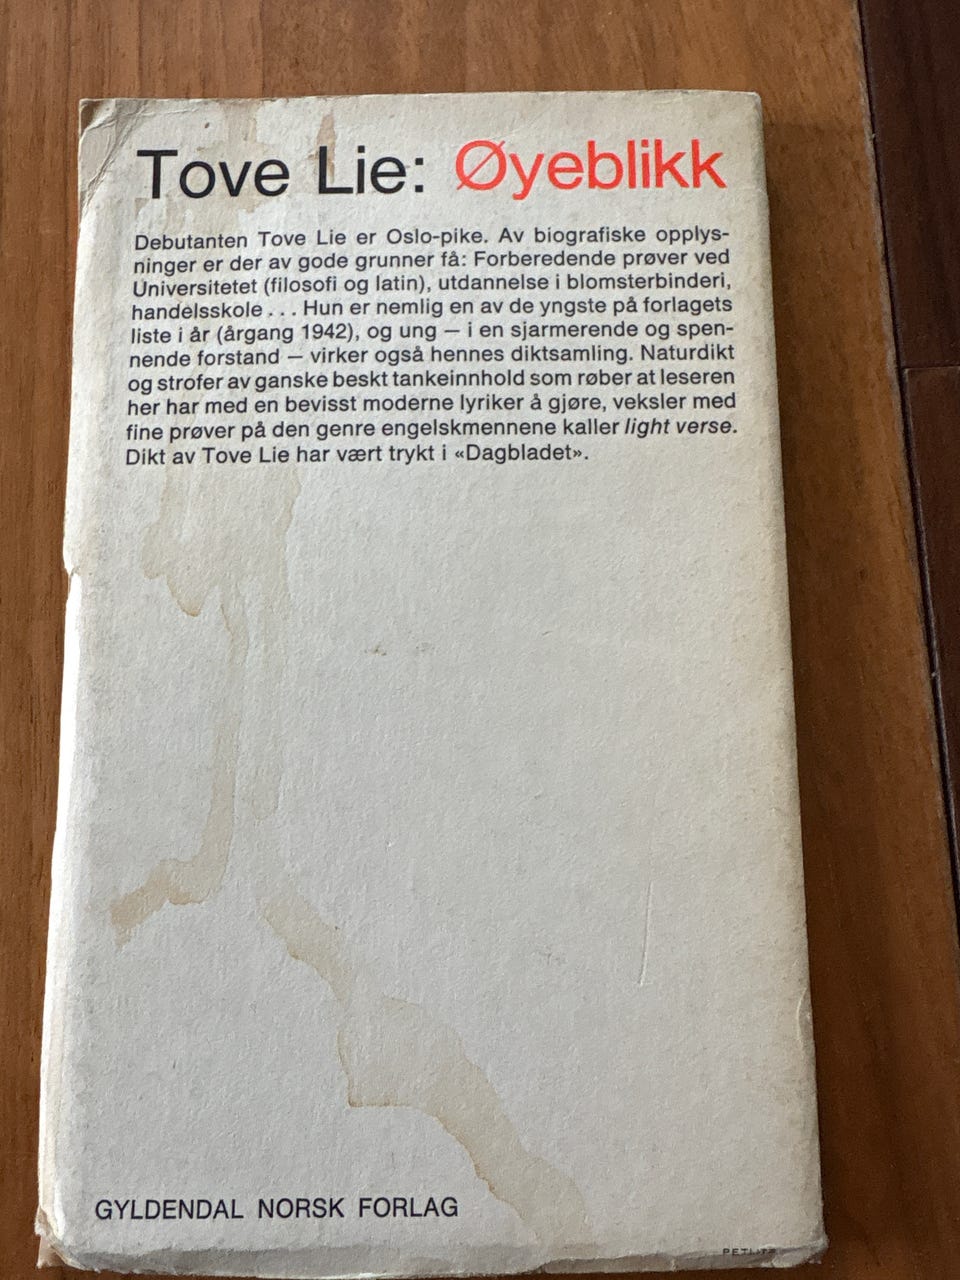 Tove Lie: Øyeblikk
Debutanten Tove Lie er Oslo-pike. Av biografiske opplys-
ninger er der av gode grunner få: Forberedende prøver ved
Universitetet (filosofi og latin), utdannelse i blomsterbinderi,
handelsskole . . . Hun er nemlig en av de yngste på forlagets
liste i år (årgang 1942), og ung — i en sjarmerende og spen-
nende forstand — virker også hennes diktsamling. Naturdikt
og strofer av ganske beskt tankeinnhold som røber at leseren
her har med en bevisst moderne lyriker å gjøre, veksler med
fine prøver på den genre engelskmennene kaller light verse.
Dikt av Tove Lie har vært trykt i «Dagbladet».
GYLDENDAL NORSK FORLAG